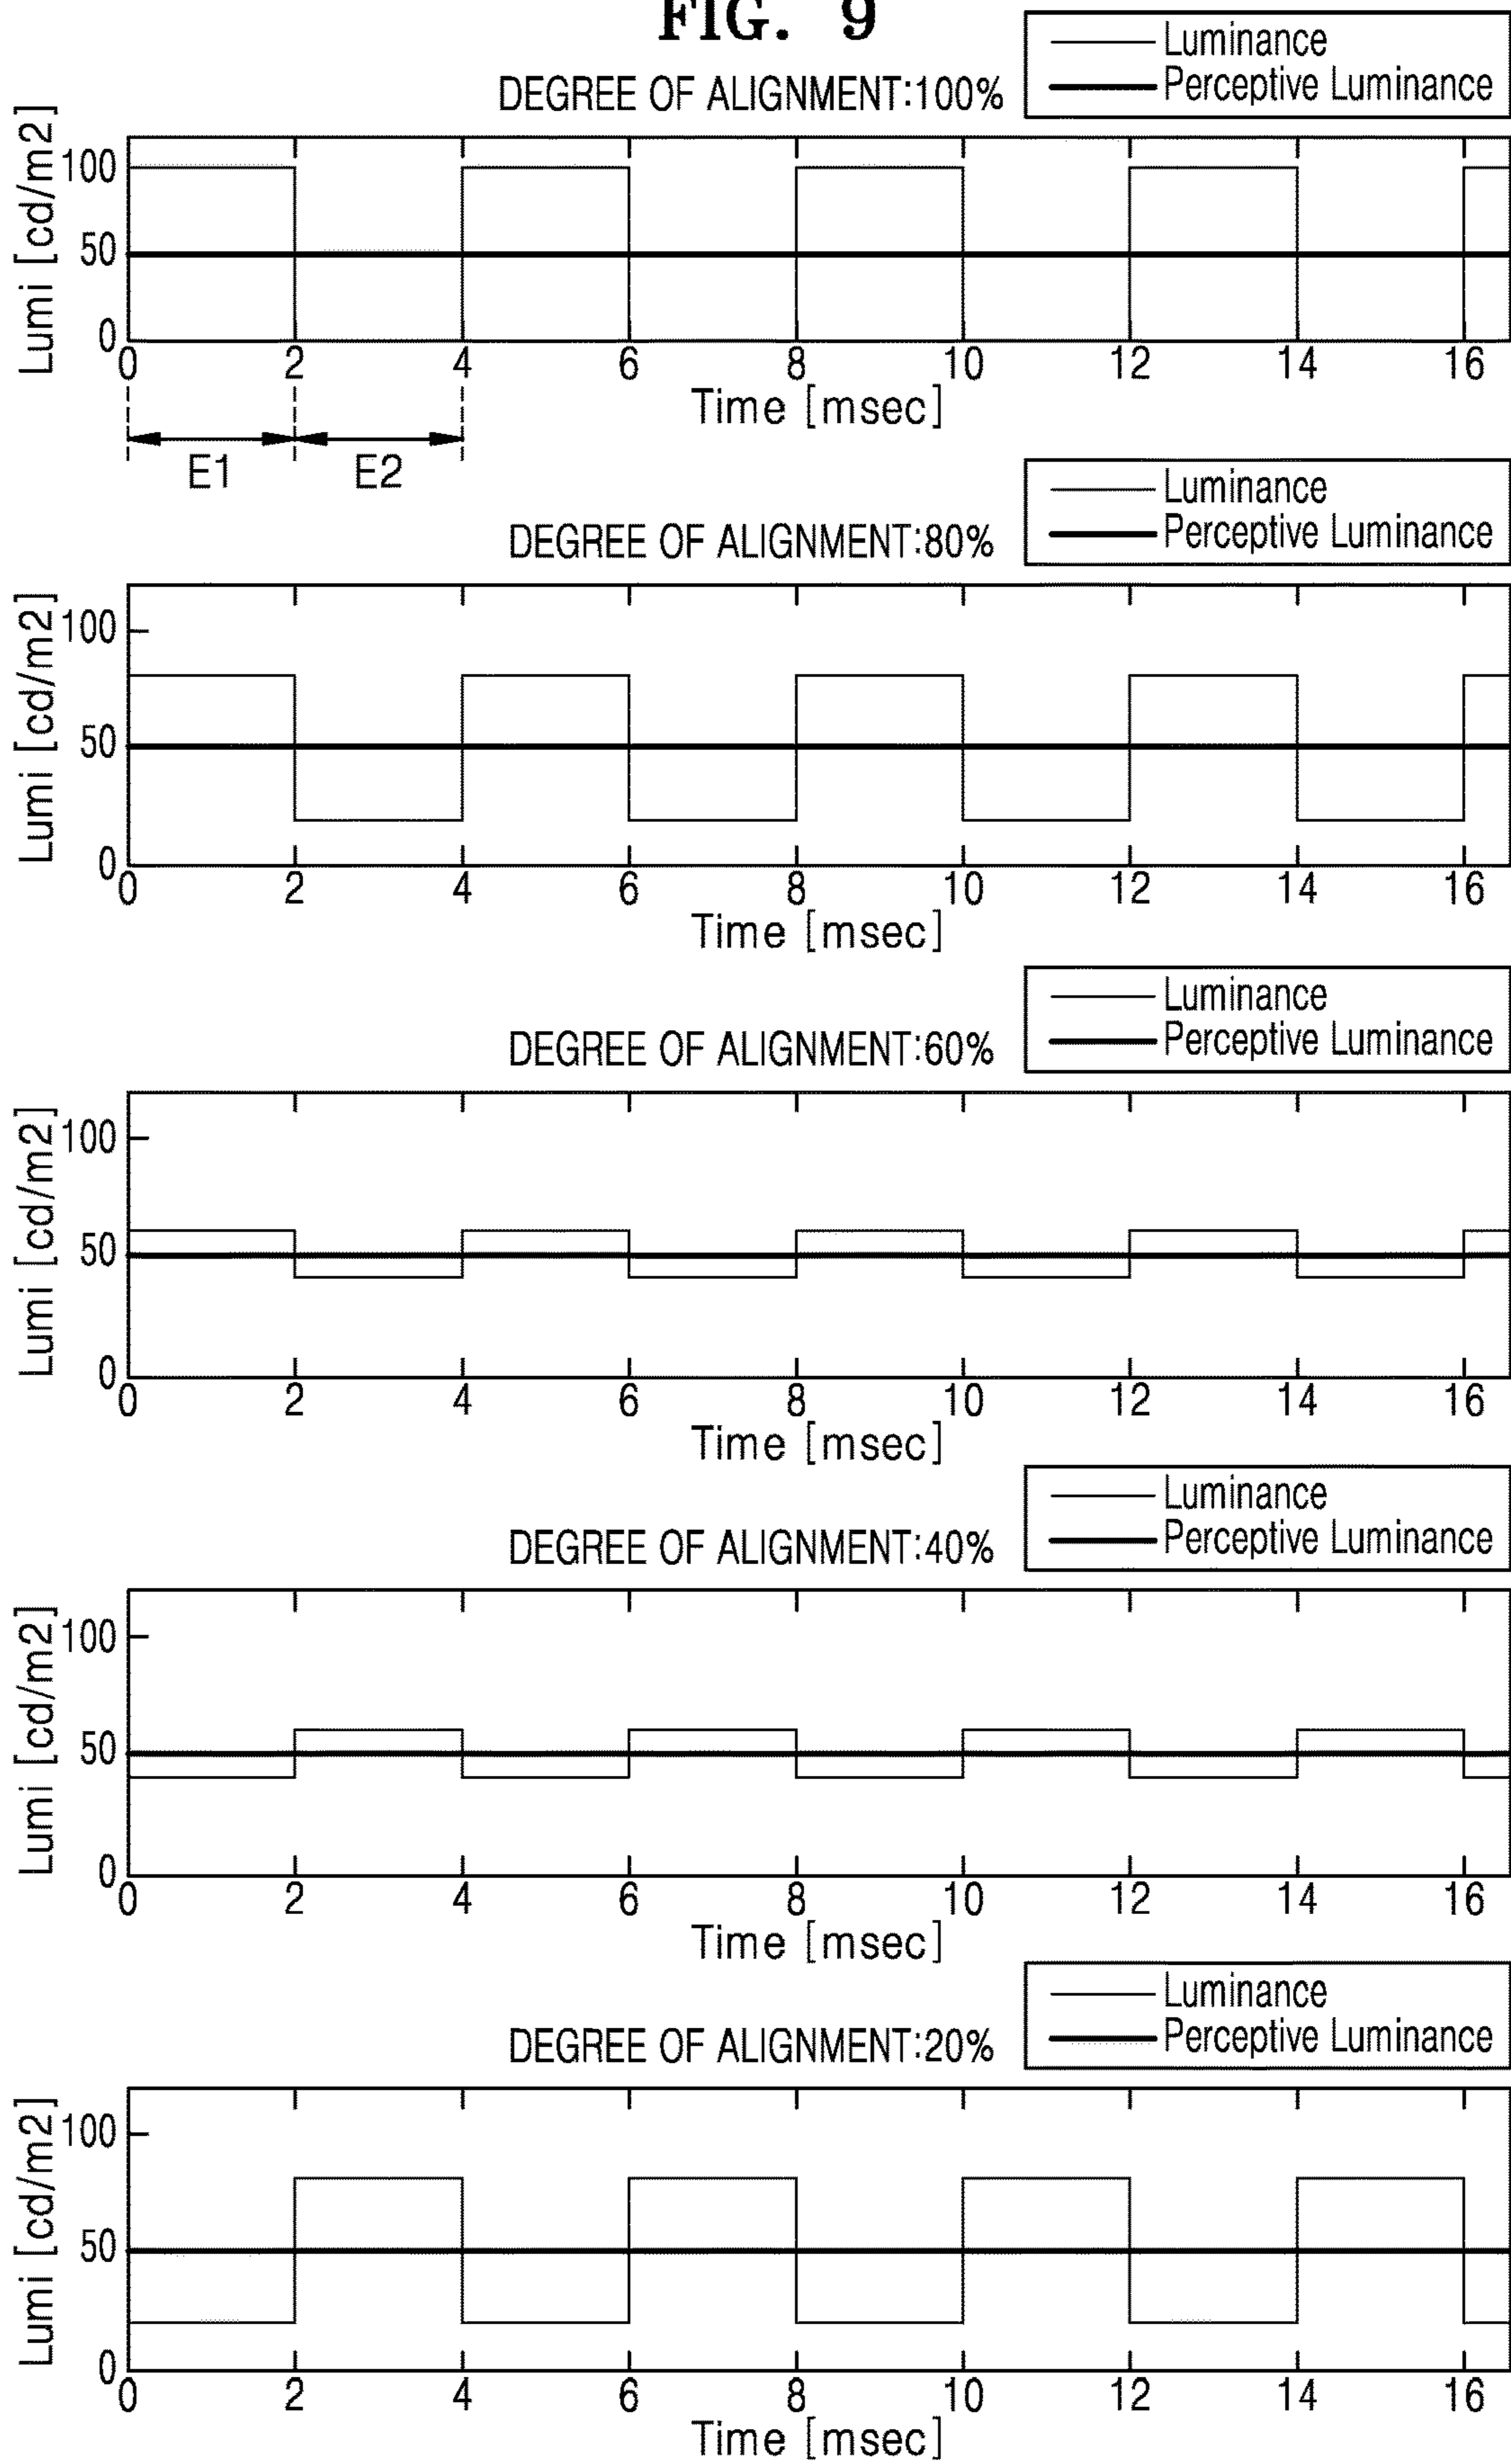 FIG. 9
Luminance
Perceptive Luminance
DEGREE OF ALIGNMENT:100%
Lumi [cd/m2]
100
50
0
0 2 4 6 8 10 12 14 16
Time [msec]
E1 E2
Luminance
Perceptive Luminance
DEGREE OF ALIGNMENT:80%
Lumi [cd/m2]
100
50
0
0 2 4 6 8 10 12 14 16
Time [msec]
Luminance
Perceptive Luminance
DEGREE OF ALIGNMENT:60%
Lumi [cd/m2]
100
50
0
0 2 4 6 8 10 12 14 16
Time [msec]
Luminance
Perceptive Luminance
DEGREE OF ALIGNMENT:40%
Lumi [cd/m2]
100
50
0
0 2 4 6 8 10 12 14 16
Time [msec]
Luminance
Perceptive Luminance
DEGREE OF ALIGNMENT:20%
Lumi [cd/m2]
100
50
0
0 2 4 6 8 10 12 14 16
Time [msec]